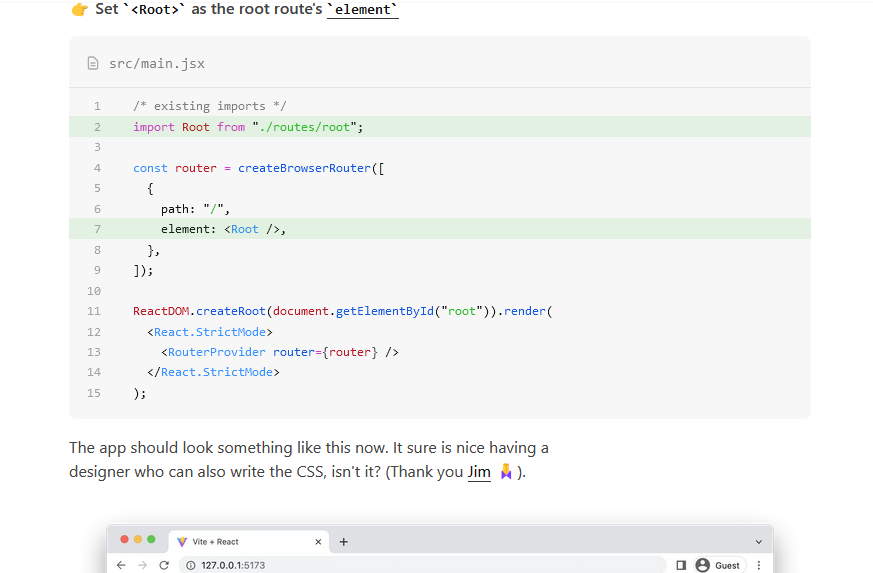 👉 Set `<Root>` as the root route's `element`
src/main.jsx
1 /* existing imports */
2 import Root from "./routes/root";
3
4 const router = createBrowserRouter([
5   {
6     path: "/",
7     element: <Root />,
8   },
9 ]);
10
11 ReactDOM.createRoot(document.getElementById("root")).render(
12   <React.StrictMode>
13     <RouterProvider router={router} />
14   </React.StrictMode>
15 );
The app should look something like this now. It sure is nice having a
designer who can also write the CSS, isn't it? (Thank you Jim ).
Vite + React
127.0.0.1:5173 Guest